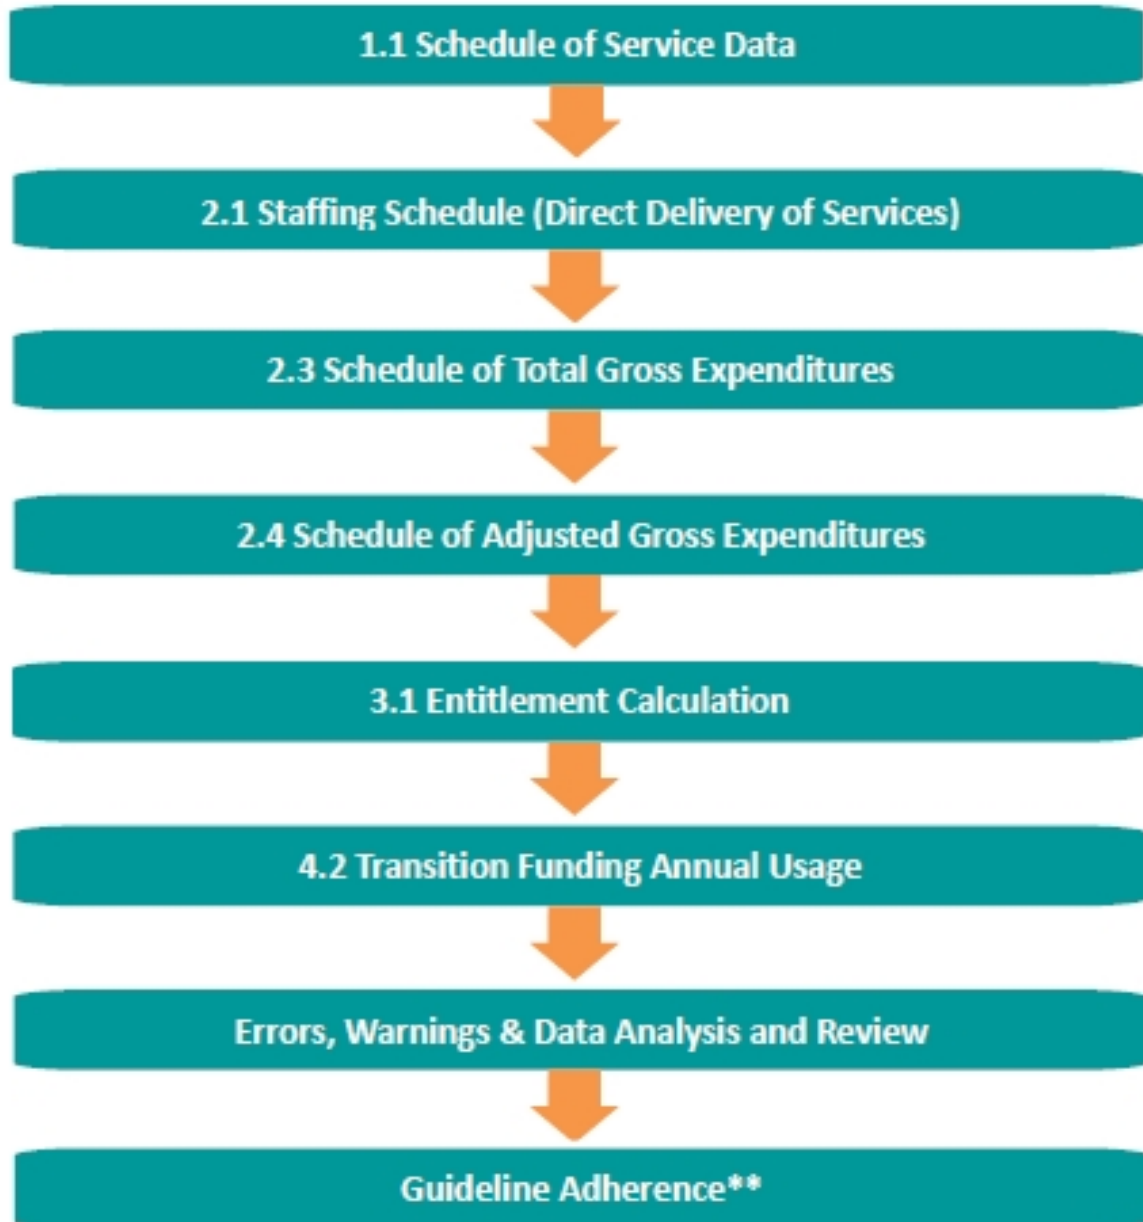 1.1 Schedule of Service Data
2.1 Staffing Schedule (Direct Delivery of Services)
2.3 Schedule of Total Gross Expenditures
2.4 Schedule of Adjusted Gross Expenditures
3.1 Entitlement Calculation
4.2 Transition Funding Annual Usage
Errors, Warnings & Data Analysis and Review
Guideline Adherence**